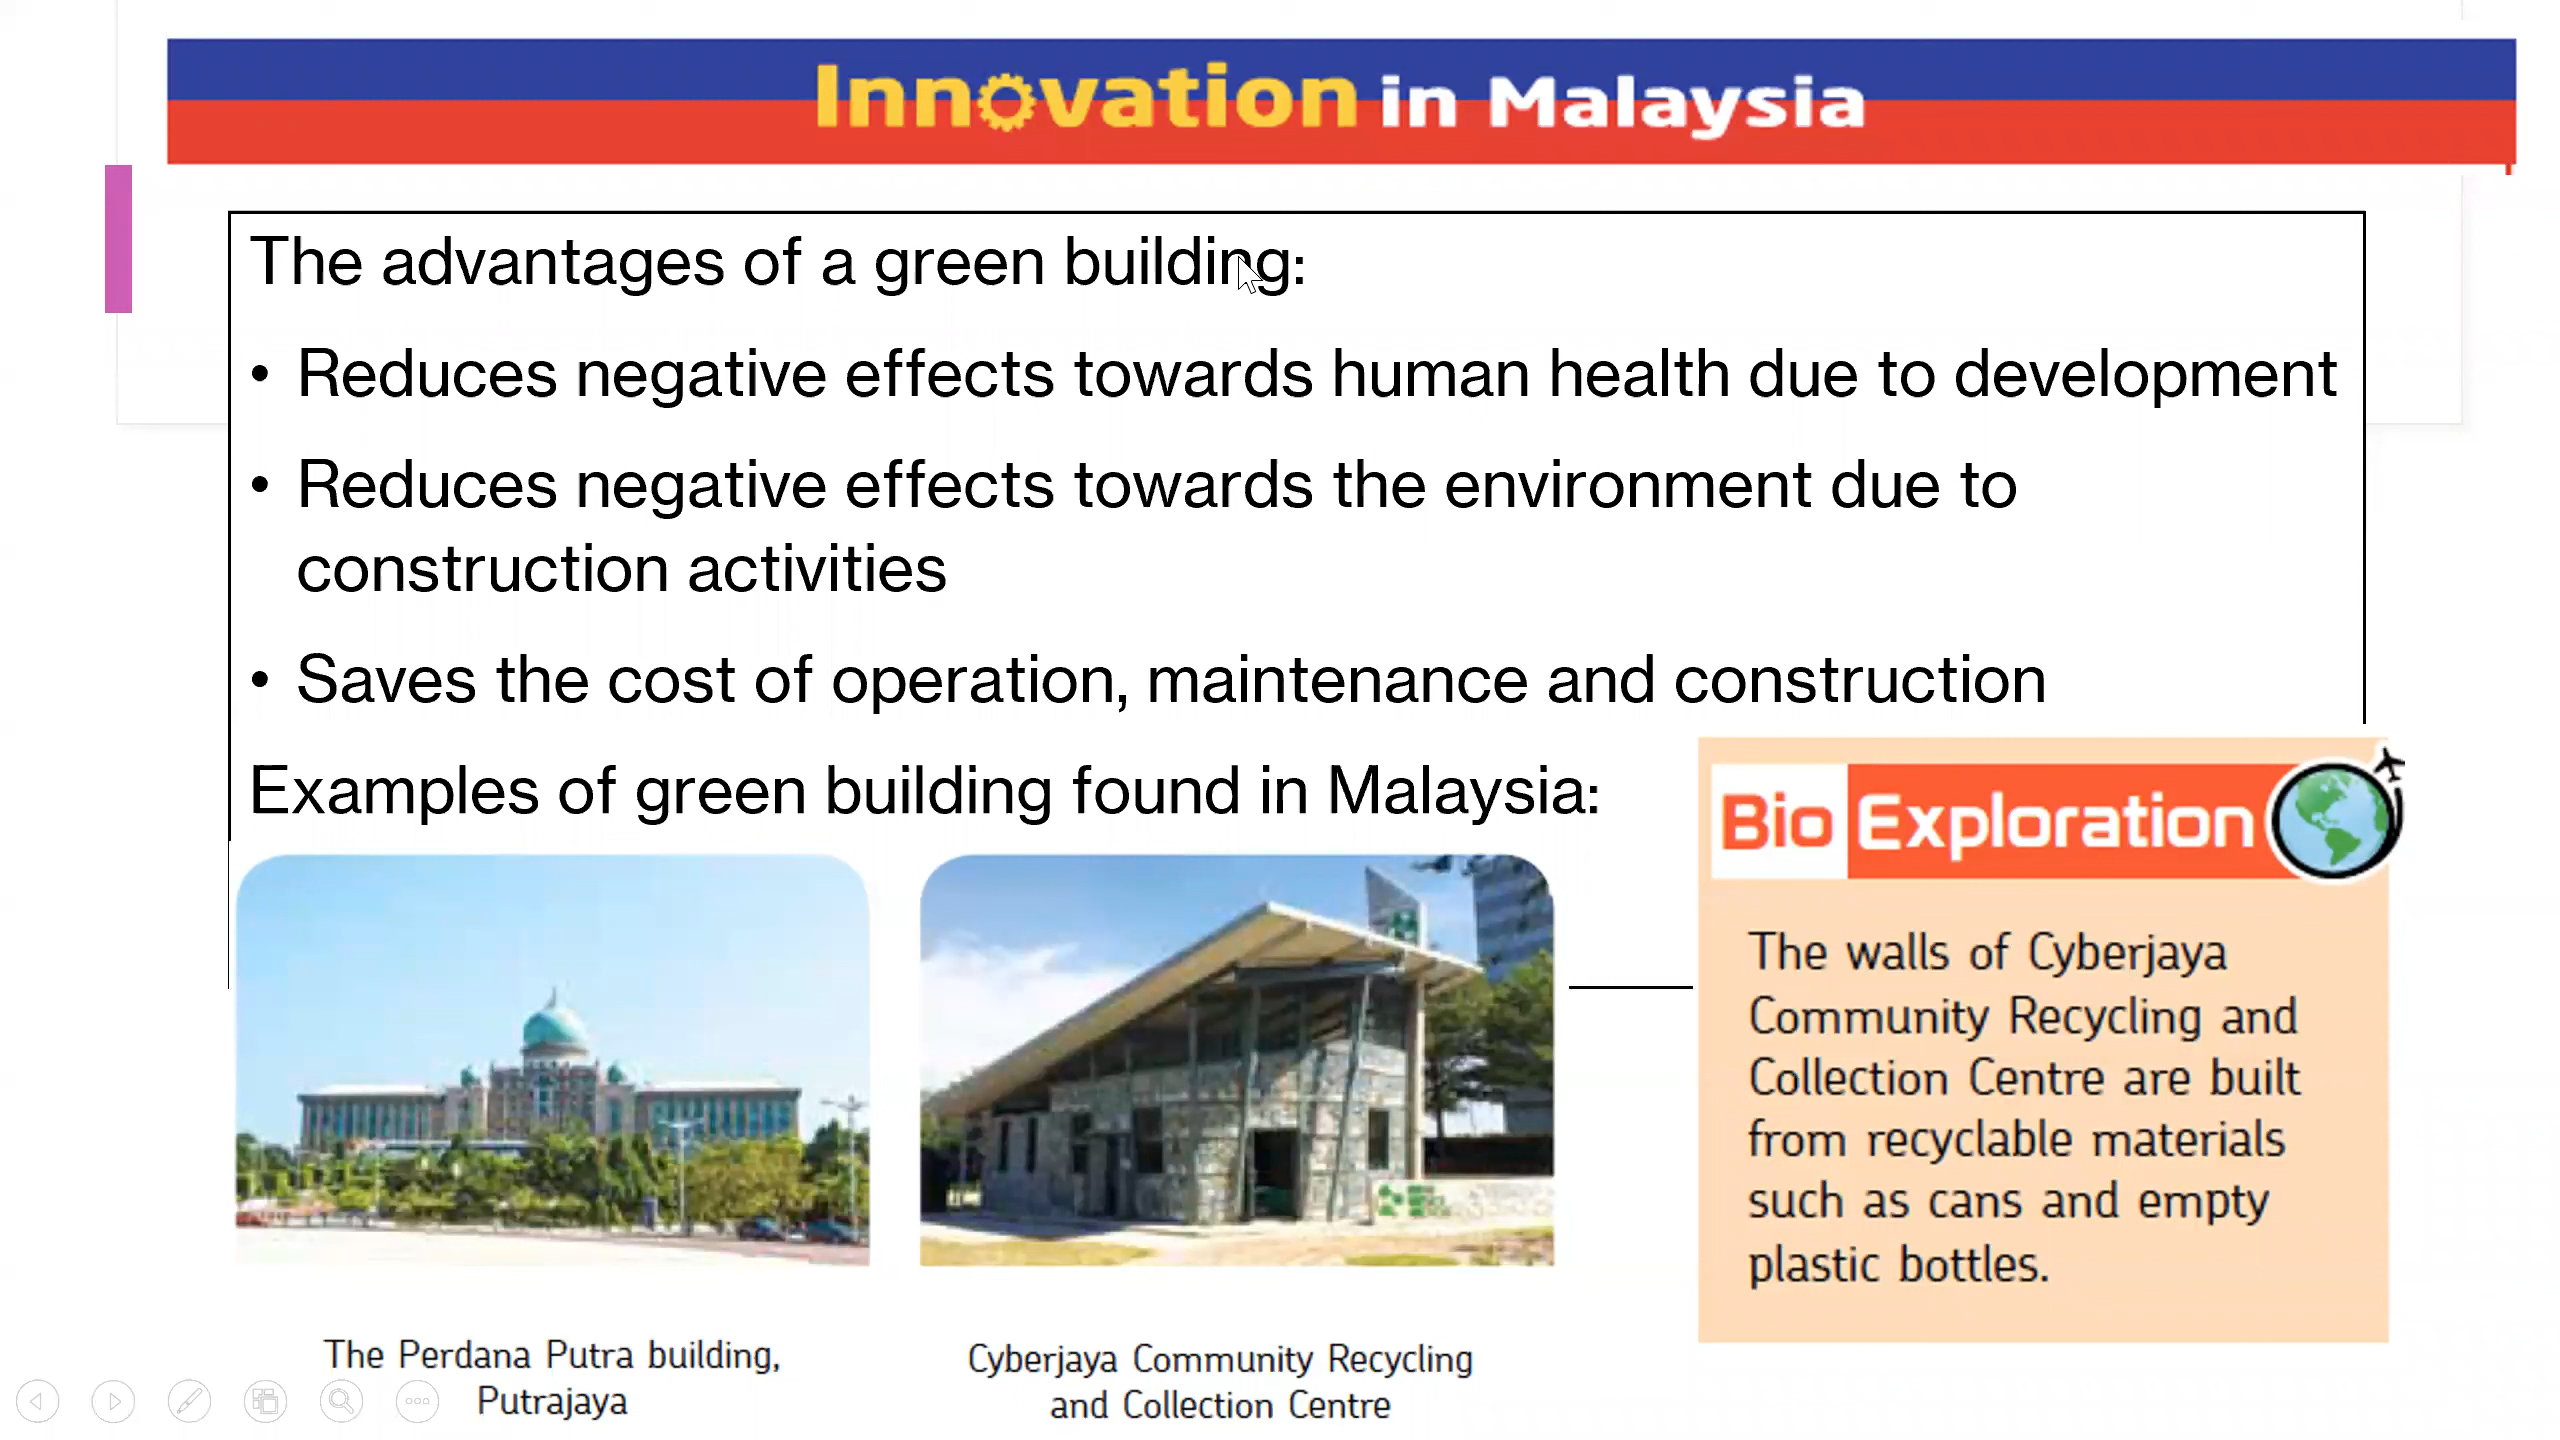 Innovation in Malaysia
The advantages of a green building:
• Reduces negative effects towards human health due to development
• Reduces negative effects towards the environment due to
construction activities
• Saves the cost of operation, maintenance and construction
Examples of green building found in Malaysia:
The Perdana Putra building,
Putrajaya
Cyberjaya Community Recycling
and Collection Centre
Bio Exploration
The walls of Cyberjaya
Community Recycling and
Collection Centre are built
from recyclable materials
such as cans and empty
plastic bottles.